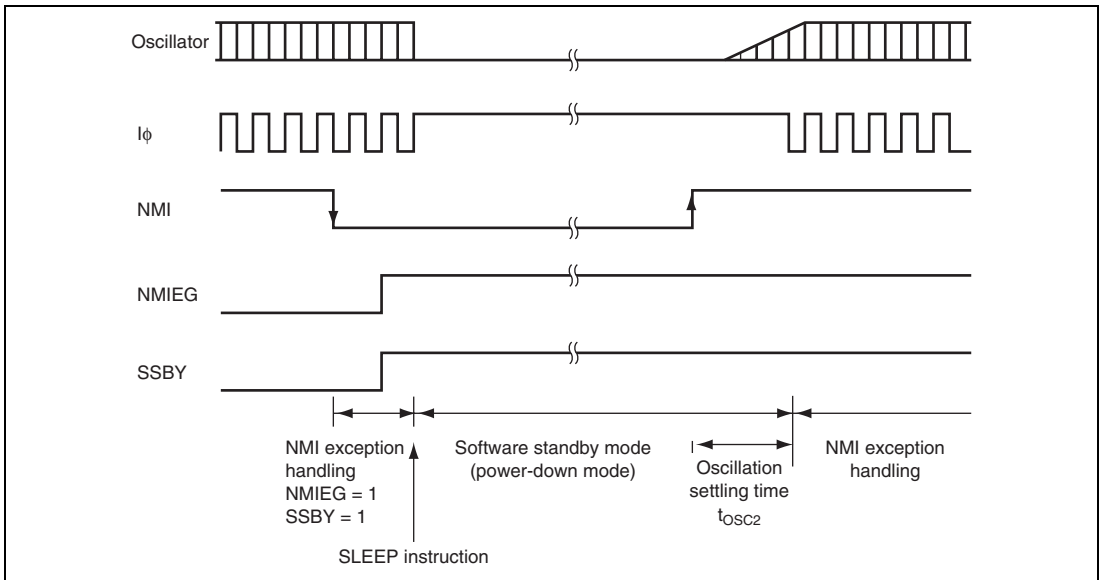 Oscillator
Iϕ
NMI
NMIEG
SSBY
NMI exception
handling
NMIEG = 1
SSBY = 1
Software standby mode
(power-down mode)
Oscillation
settling time
tOSC2
NMI exception
handling
SLEEP instruction